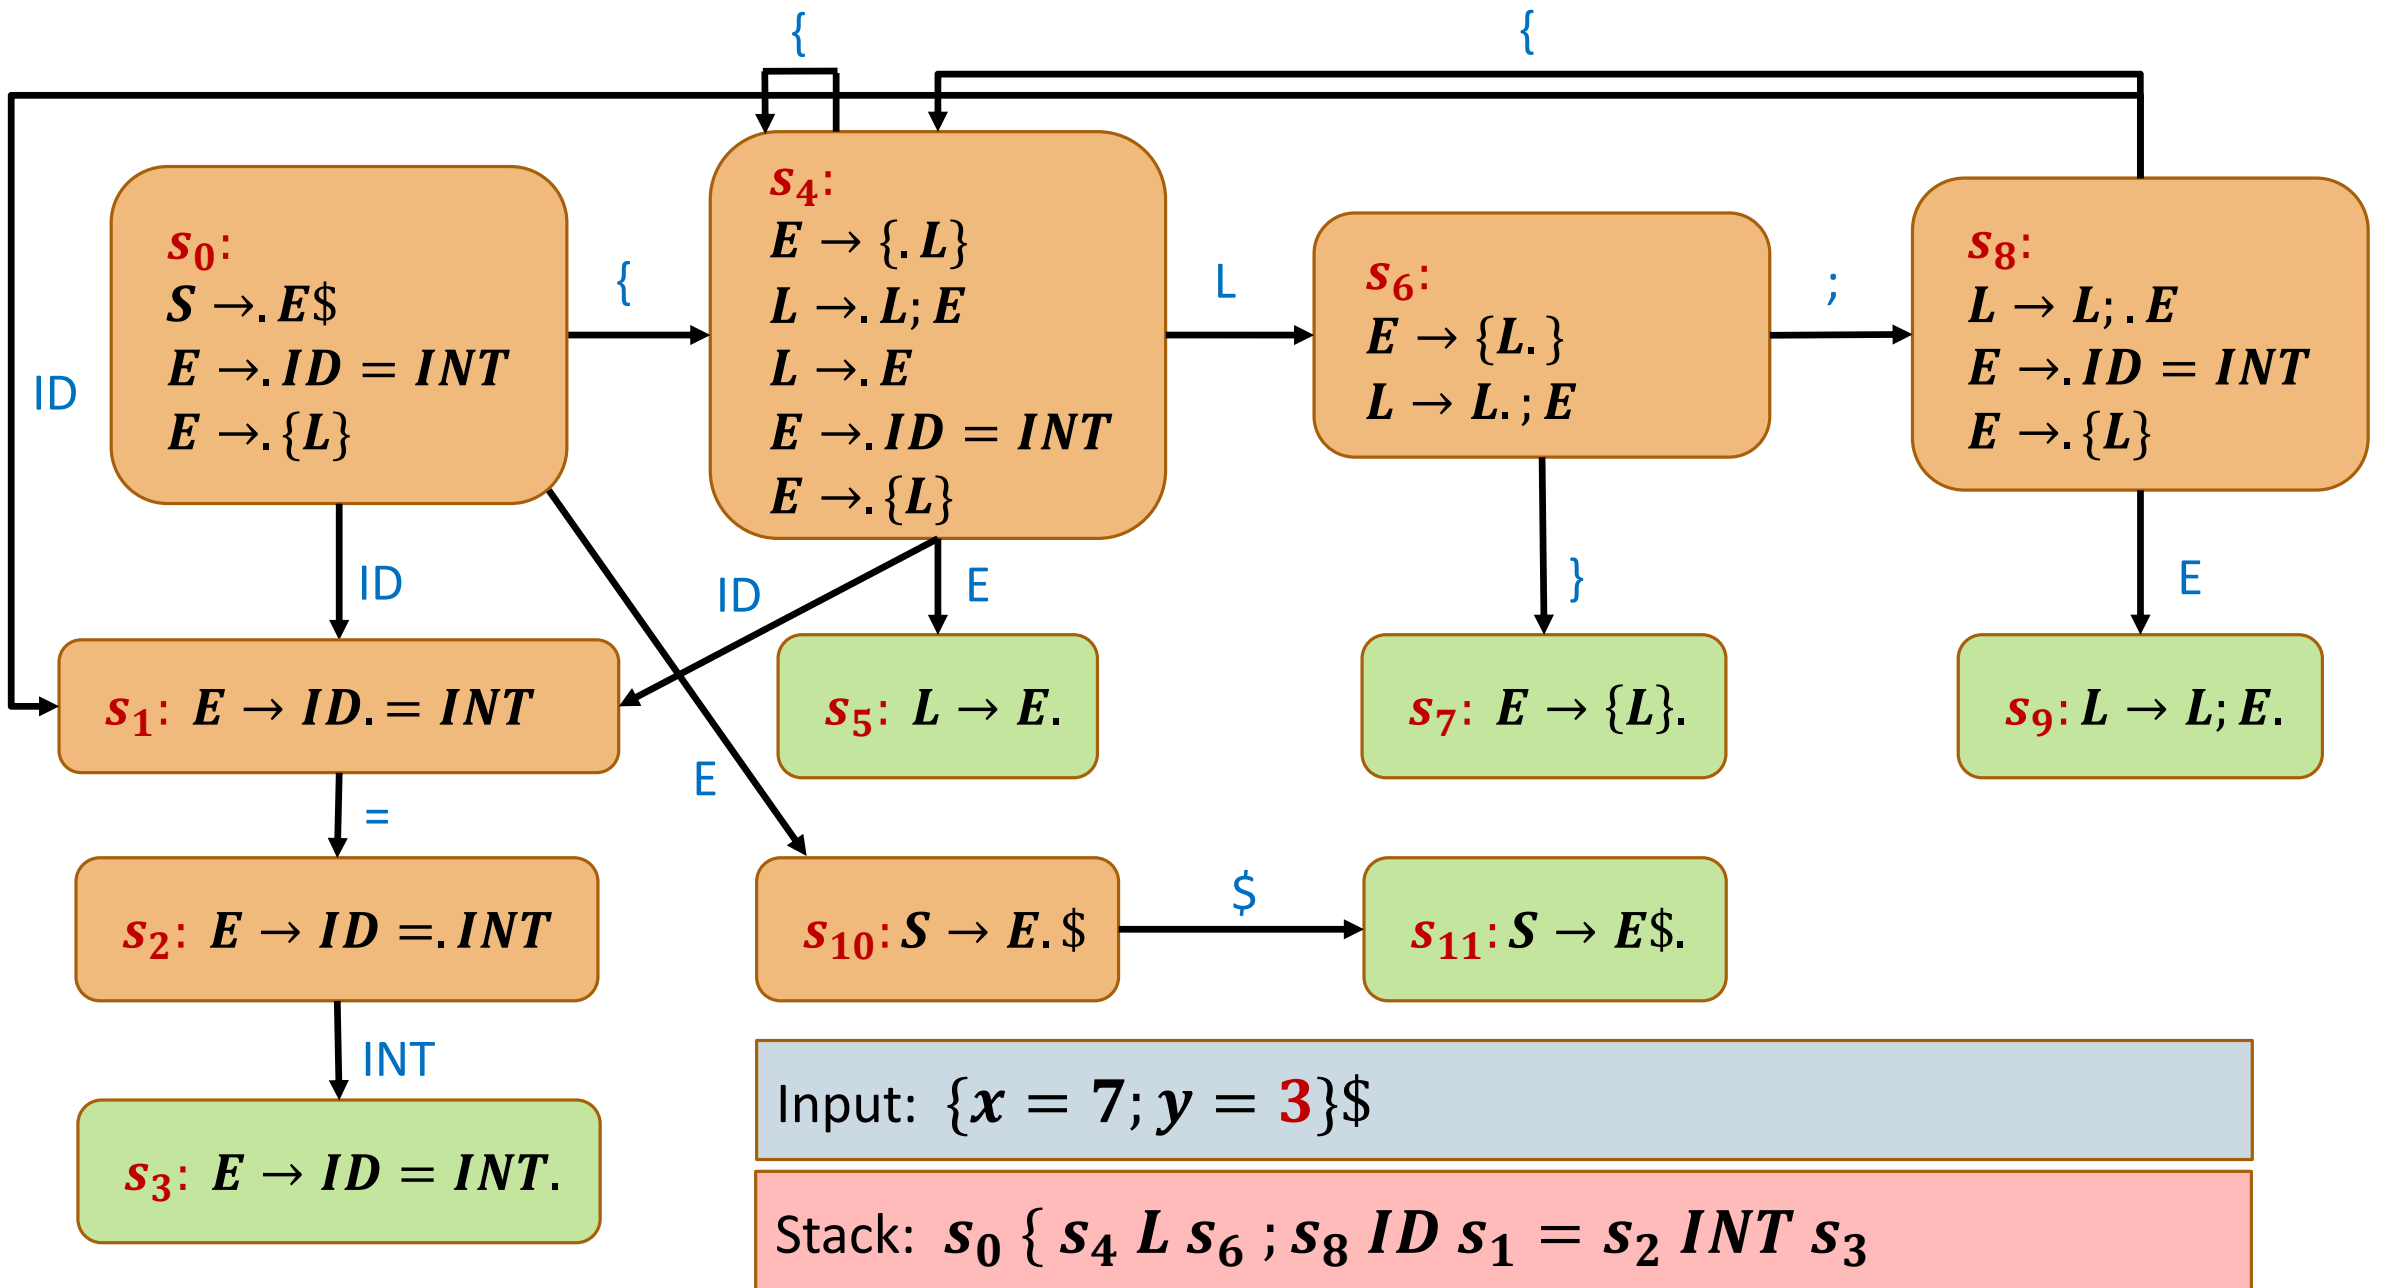 {
{
s₀:
S →. E$
E →. ID = INT
E →. {L}
{
s₄:
E → {. L}
L →. L; E
L →. E
E →. ID = INT
E →. {L}
L
s₆:
E → {L. }
L → L. ; E
;
s₈:
L → L; . E
E →. ID = INT
E →. {L}
ID
ID
ID
E
}
E
s₁: E → ID. = INT
s₅: L → E.
s₇: E → {L}.
s₉: L → L; E.
E
=
s₂: E → ID =. INT
s₁₀: S → E. $
$
s₁₁: S → E$.
INT
s₃: E → ID = INT.
Input: {x = 7; y = 3}$
Stack: s₀ { s₄ L s₆ ; s₈ ID s₁ = s₂ INT s₃